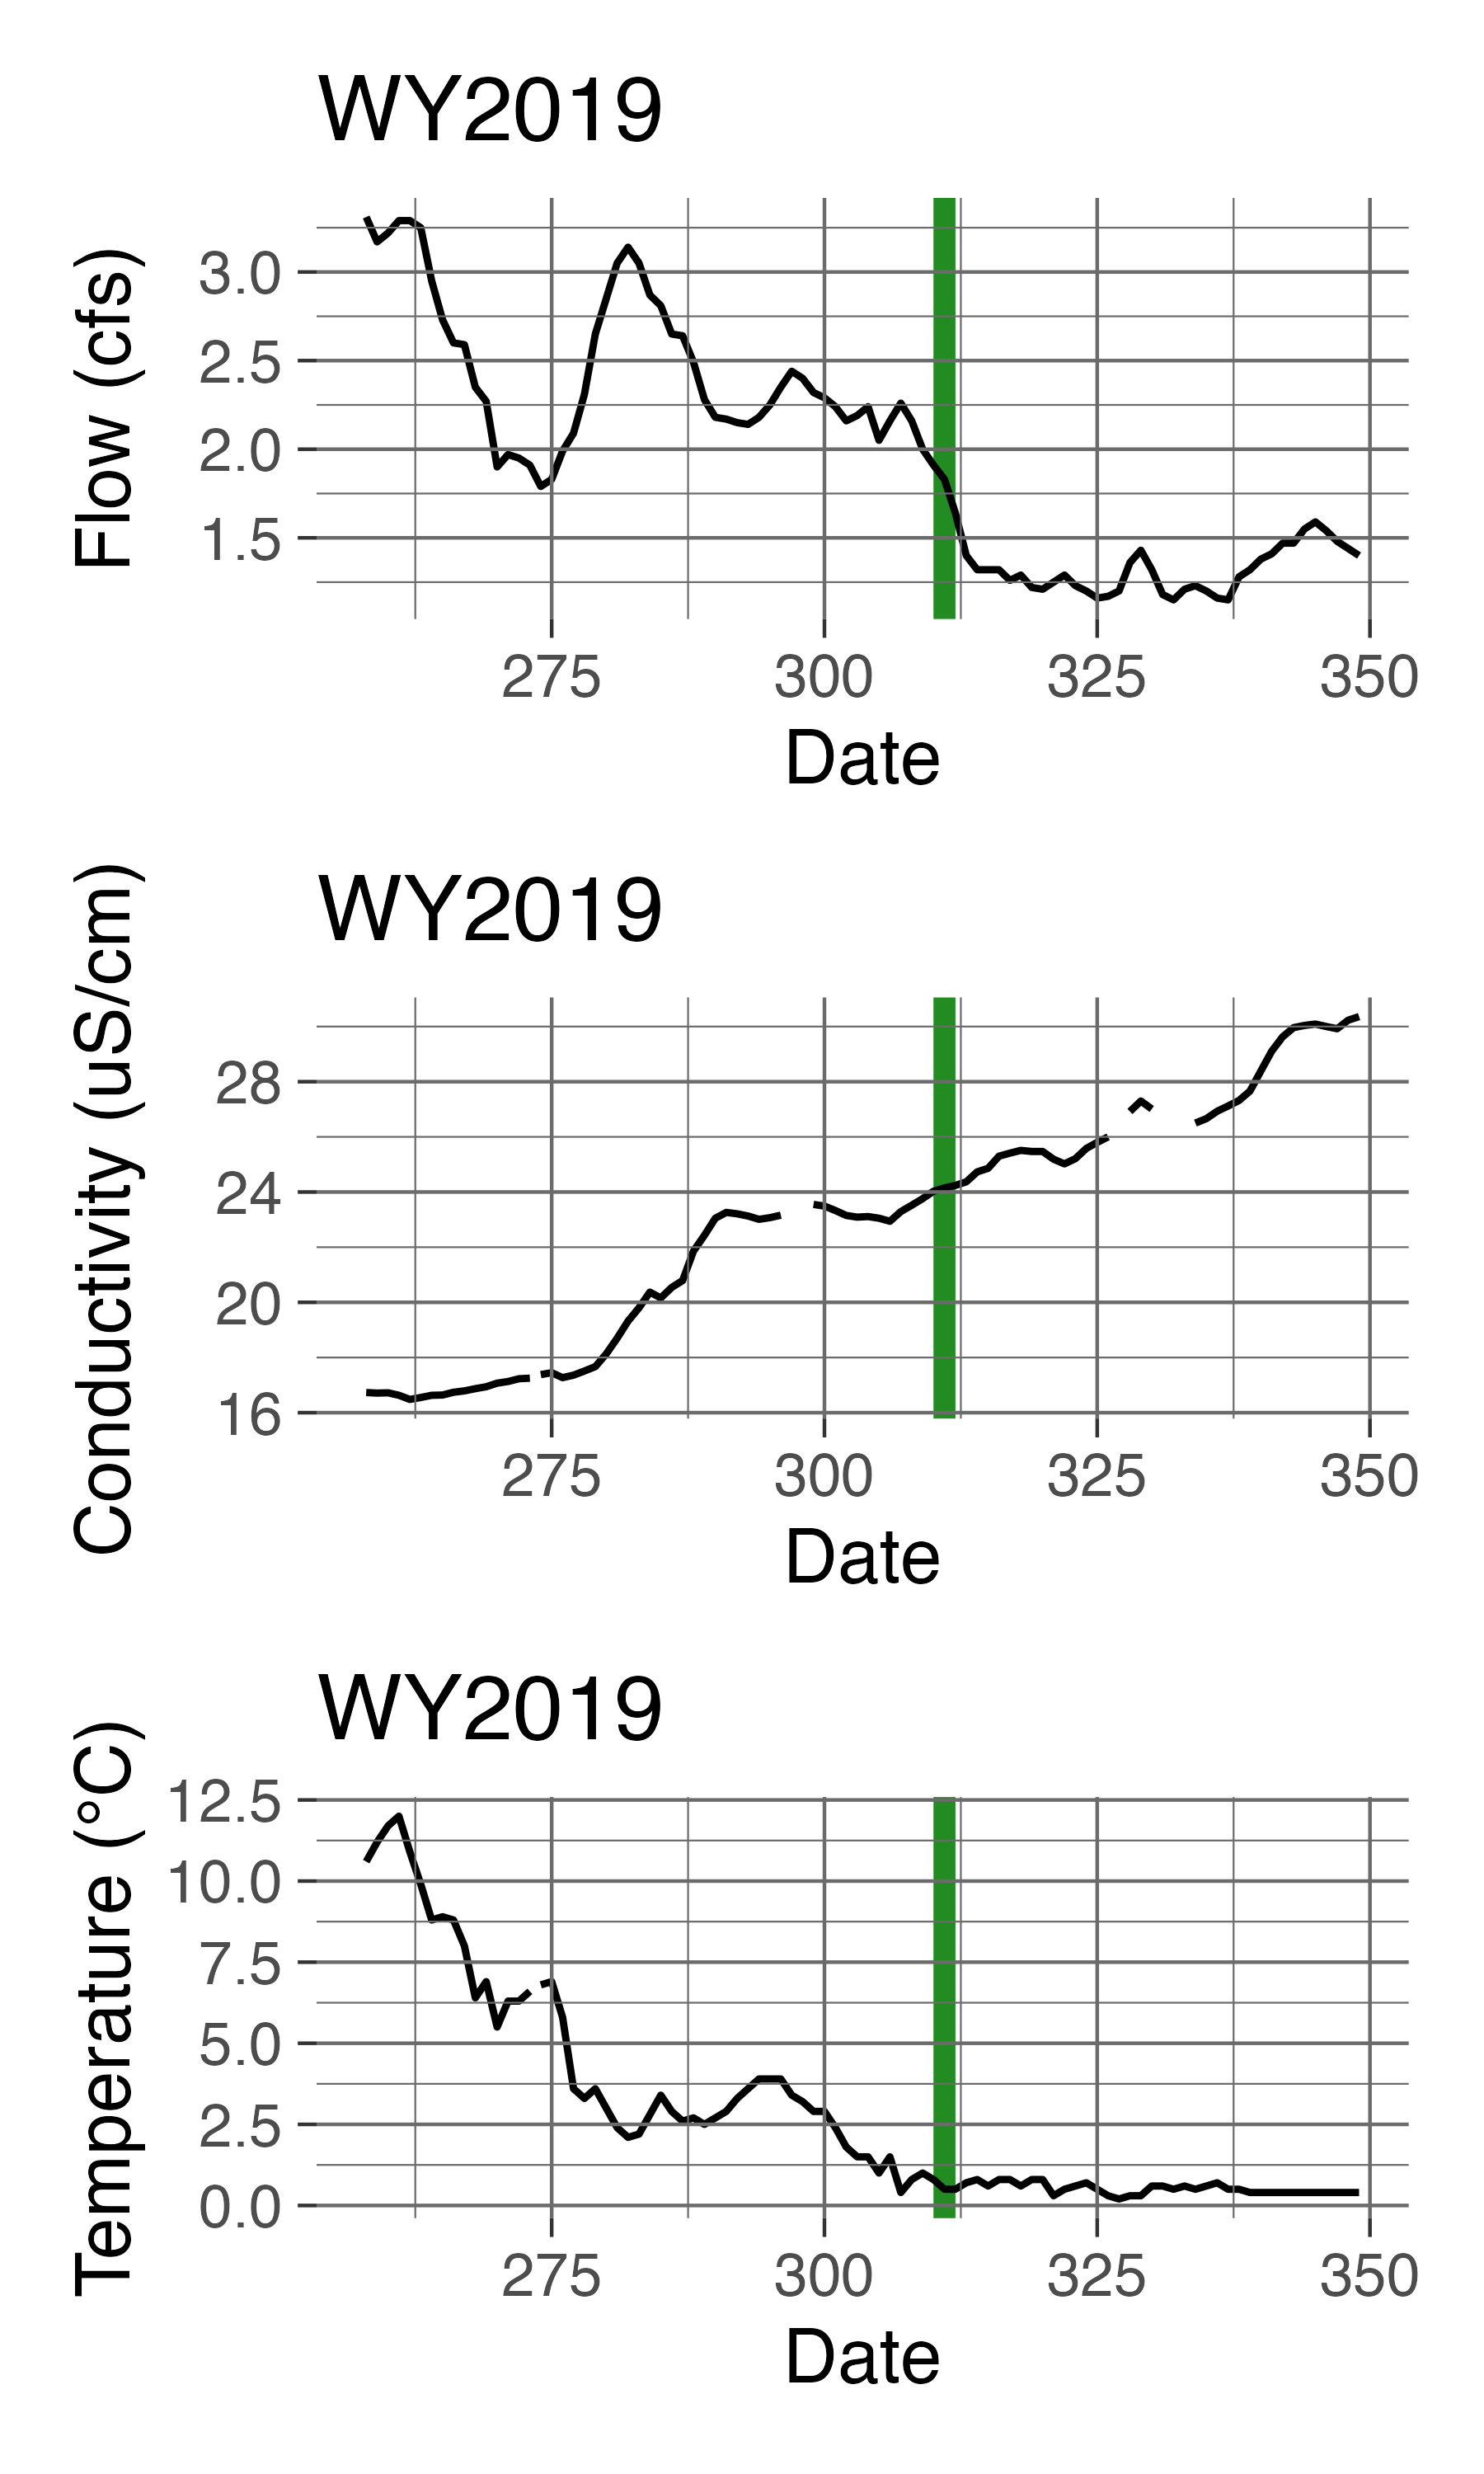 WY2019
Flow (cfs)
3.0
2.5
2.0
1.5
275 300 325 350
Date
WY2019
Conductivity (uS/cm)
28
24
20
16
275 300 325 350
Date
WY2019
Temperature (°C)
12.5
10.0
7.5
5.0
2.5
0.0
275 300 325 350
Date